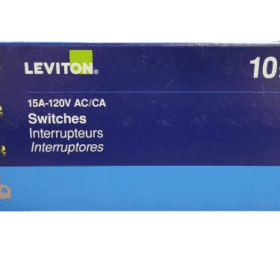 LEVITON®
10
15A-120V AC/CA
Switches
Interrupteurs
Interruptores